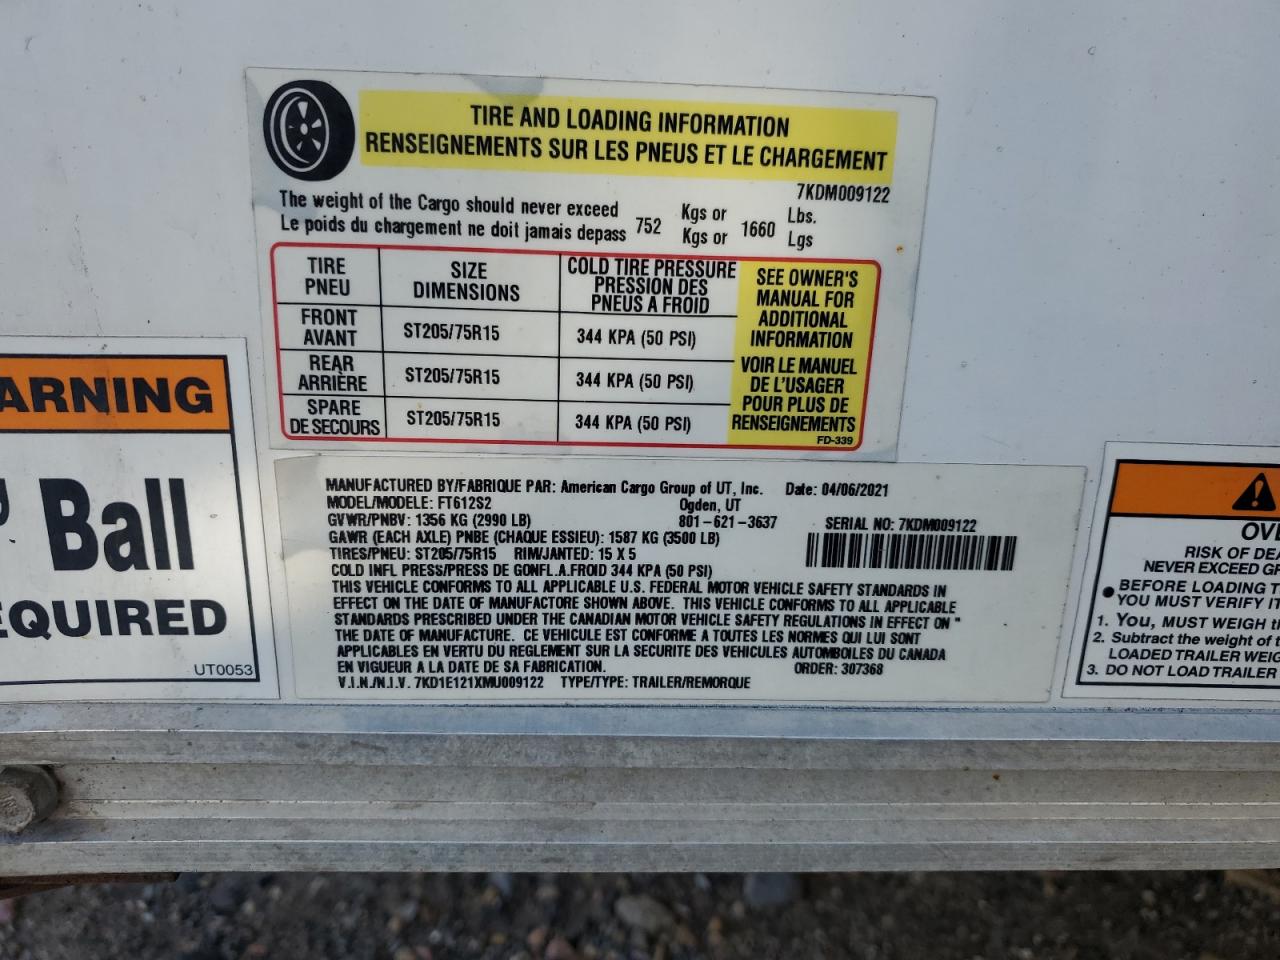 TIRE AND LOADING INFORMATION
RENSEIGNEMENTS SUR LES PNEUS ET LE CHARGEMENT
7KDM009122
The weight of the Cargo should never exceed
Le poids du chargement ne doit jamais depass 752 Kgs or 1660 Lbs.
Kgs or Lgs
TIRE
PNEU
SIZE
DIMENSIONS
COLD TIRE PRESSURE
PRESSION DES
PNEUS A FROID
FRONT
AVANT
ST205/75R15
344 KPA (50 PSI)
REAR
ARRIÈRE
ST205/75R15
344 KPA (50 PSI)
SPARE
DE SECOURS
ST205/75R15
344 KPA (50 PSI)
SEE OWNER'S
MANUAL FOR
ADDITIONAL
INFORMATION
VOIR LE MANUEL
DE L'USAGER
POUR PLUS DE
RENSEIGNEMENTS
FD-339
ARNING
Ball
EQUIRED
UT0053
MANUFACTURED BY/FABRIQUE PAR: American Cargo Group of UT, Inc. Date: 04/06/2021
MODEL/MODELE: FT612S2 Ogden, UT
GVWR/PNBV: 1356 KG (2990 LB) 801-621-3637 SERIAL NO: 7KDM009122
GAWR (EACH AXLE) PNBE (CHAQUE ESSIEU): 1587 KG (3500 LB)
TIRES/PNEU: ST205/75R15 RIM/JANTED: 15 X 5
COLD INFL PRESS/PRESS DE GONFL.A.FROID 344 KPA (50 PSI)
THIS VEHICLE CONFORMS TO ALL APPLICABLE U.S. FEDERAL MOTOR VEHICLE SAFETY STANDARDS IN
EFFECT ON THE DATE OF MANUFACTORE SHOWN ABOVE. THIS VEHICLE CONFORMS TO ALL APPLICABLE
STANDARDS PRESCRIBED UNDER THE CANADIAN MOTOR VEHICLE SAFETY REGULATIONS IN EFFECT ON "
THE DATE OF MANUFACTURE. CE VEHICULE EST CONFORME A TOUTES LES NORMES QUI LUI SONT
APPLICABLES EN VERTU DU REGLEMENT SUR LA SECURITE DES VEHICULES AUTOMBOILES DU CANADA
EN VIGUEUR A LA DATE DE SA FABRICATION. ORDER: 307368
V.I.N./N.I.V. 7KD1E121XMU009122 TYPE/TYPE: TRAILER/REMORQUE
OVE
RISK OF DEA
NEVER EXCEED GR
• BEFORE LOADING T
YOU MUST VERIFY IT
1. You, MUST WEIGH th
2. Subtract the weight of t
LOADED TRAILER WEIG
3. DO NOT LOAD TRAILER